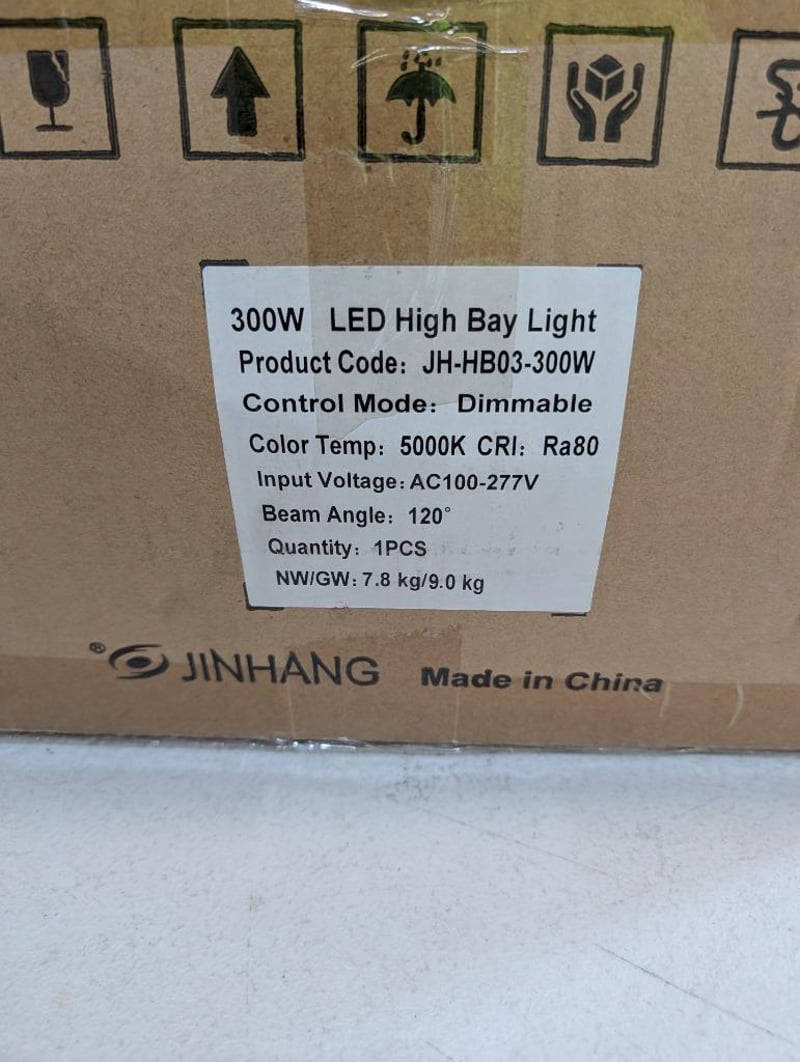 300W LED High Bay Light
Product Code: JH-HB03-300W
Control Mode: Dimmable
Color Temp: 5000K CRI: Ra80
Input Voltage: AC100-277V
Beam Angle: 120°
Quantity: 1PCS
NW/GW: 7.8 kg/9.0 kg
® JINHANG Made in China